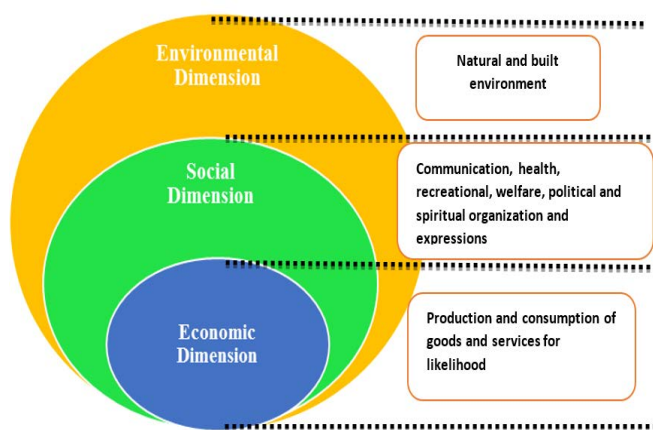 Environmental
Dimension
Natural and built
environment
Social
Dimension
Communication, health,
recreational, welfare, political and
spiritual organization and
expressions
Economic
Dimension
Production and consumption of
goods and services for
likelihood